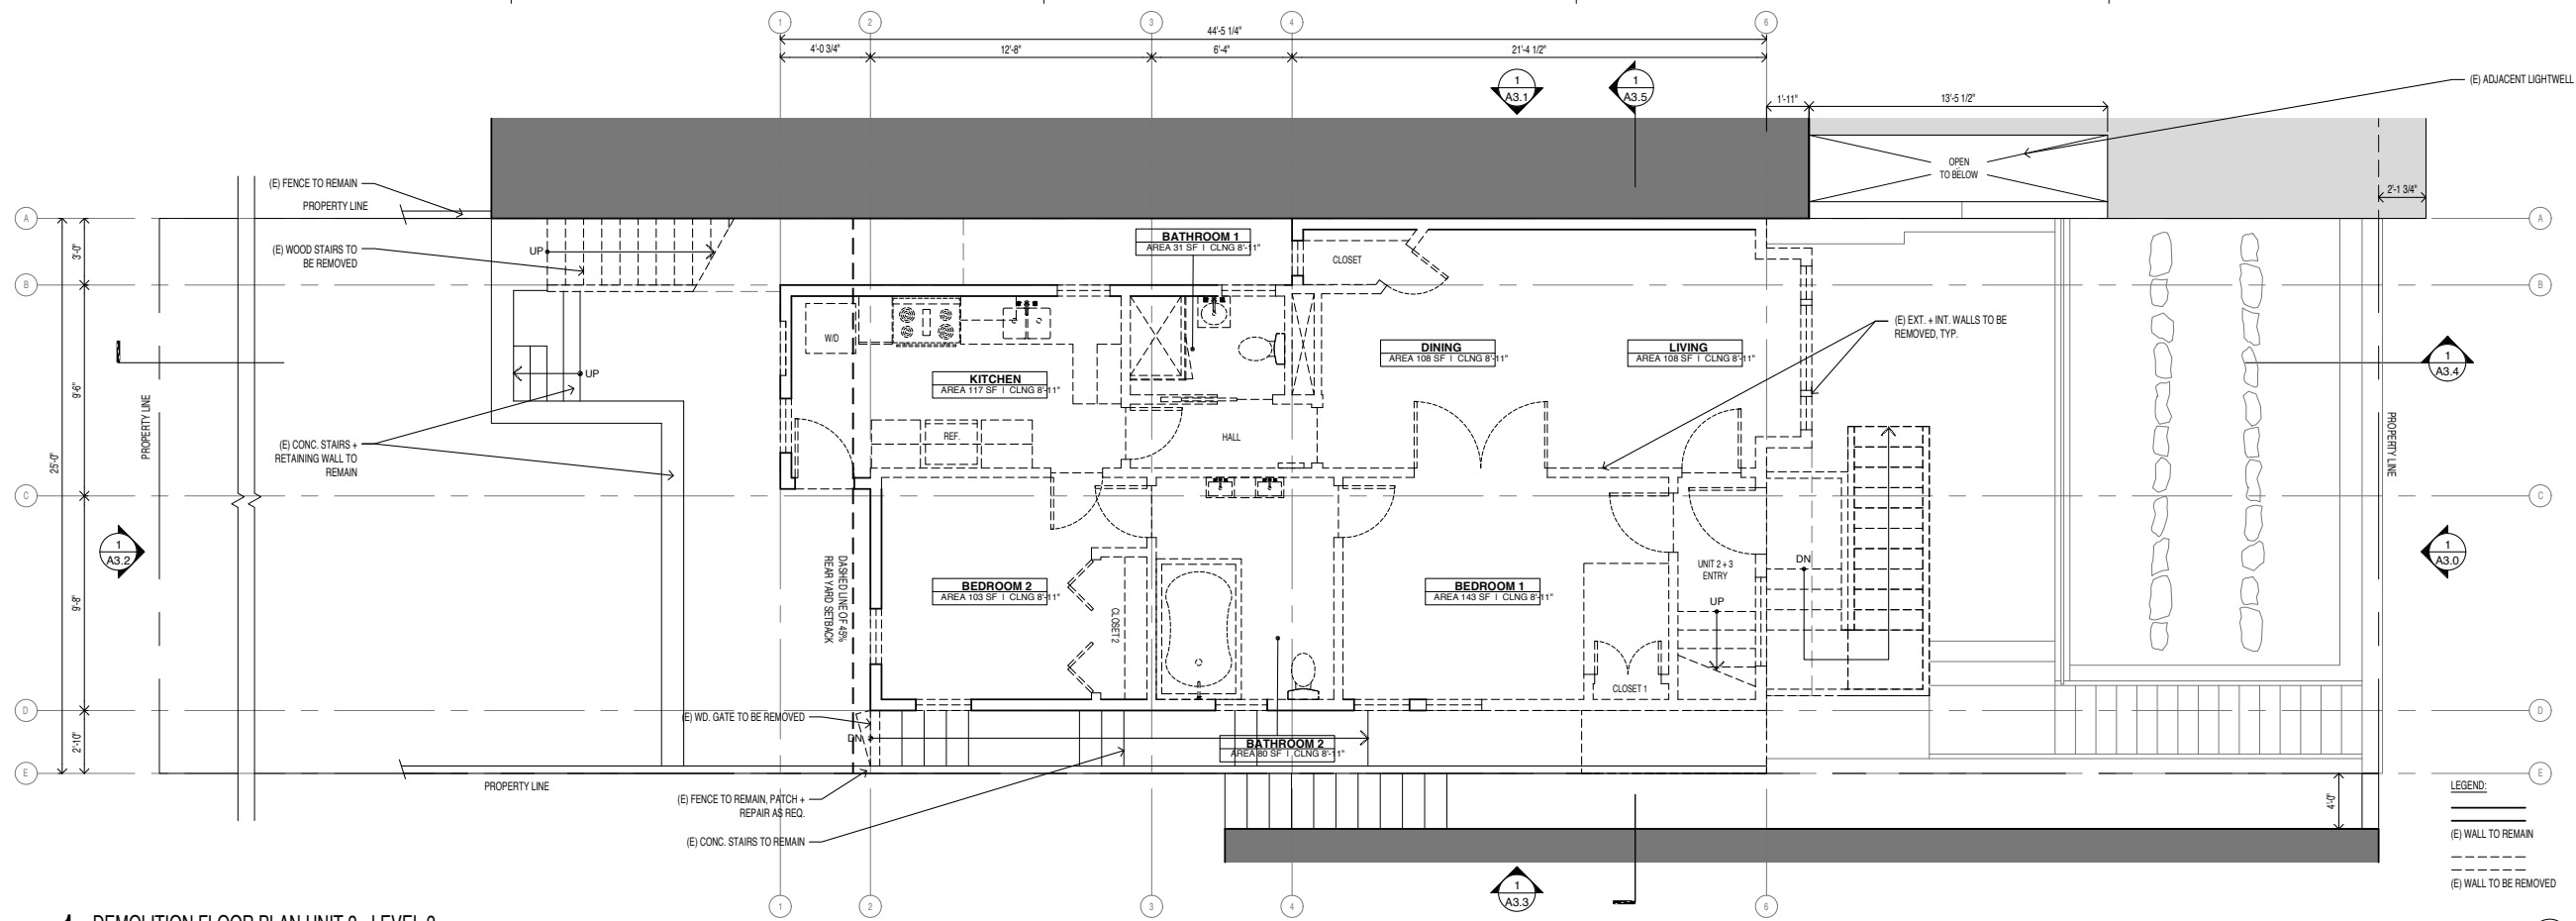 1
2
3
4
6
44'-5 1/4"
4'-0 3/4"
12'-8"
6'-4"
21'-4 1/2"
1
A3.1
1
A3.5
1'-11"
13'-5 1/2"
(E) ADJACENT LIGHTWELL
OPEN
TO BELOW
2'-1 3/4"
(E) FENCE TO REMAIN
PROPERTY LINE
A
A
(E) WOOD STAIRS TO
BE REMOVED
UP
3'-0"
BATHROOM 1
AREA 31 SF | CLNG 8'-11"
CLOSET
B
B
W/D
(E) EXT. + INT. WALLS TO BE
REMOVED, TYP.
DINING
AREA 108 SF | CLNG 8'-11"
LIVING
AREA 108 SF | CLNG 8'-11"
1
A3.4
KITCHEN
AREA 117 SF | CLNG 8'-11"
UP
9'-6"
PROPERTY LINE
PROPERTY LINE
REF.
HALL
(E) CONC. STAIRS +
RETAINING WALL TO
REMAIN
25'-0"
C
C
1
A3.2
1
A3.0
DASHED LINE OF 45%
REAR YARD SETBACK
DN
UNIT 2 + 3
ENTRY
BEDROOM 2
AREA 103 SF | CLNG 8'-11"
BEDROOM 1
AREA 143 SF | CLNG 8'-11"
UP
9'-8"
CLOSET 2
CLOSET 1
D
D
(E) WD. GATE TO BE REMOVED
DN
2'-10"
BATHROOM 2
AREA 80 SF | CLNG 8'-11"
E
E
PROPERTY LINE
(E) FENCE TO REMAIN, PATCH +
REPAIR AS REQ.
(E) CONC. STAIRS TO REMAIN
4'-0"
LEGEND:
(E) WALL TO REMAIN
(E) WALL TO BE REMOVED
1
A3.3
1
2
3
4
6